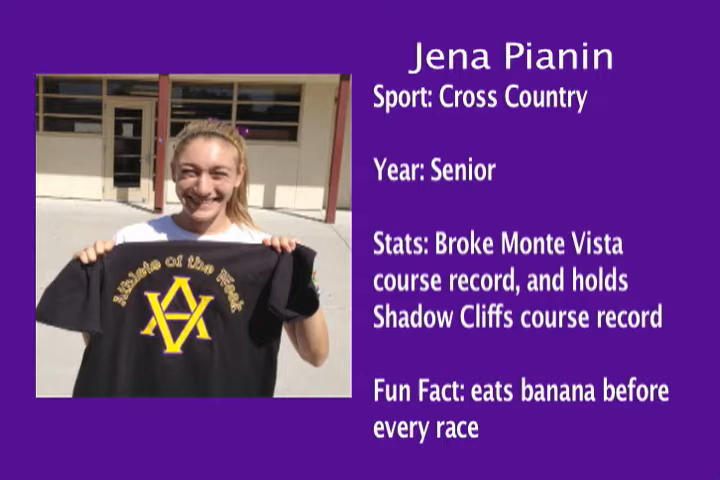 Jena Pianin
Sport: Cross Country
Year: Senior
Stats: Broke Monte Vista
course record, and holds
Shadow Cliffs course record
Fun Fact: eats banana before
every race
Athlete of the Week
AV